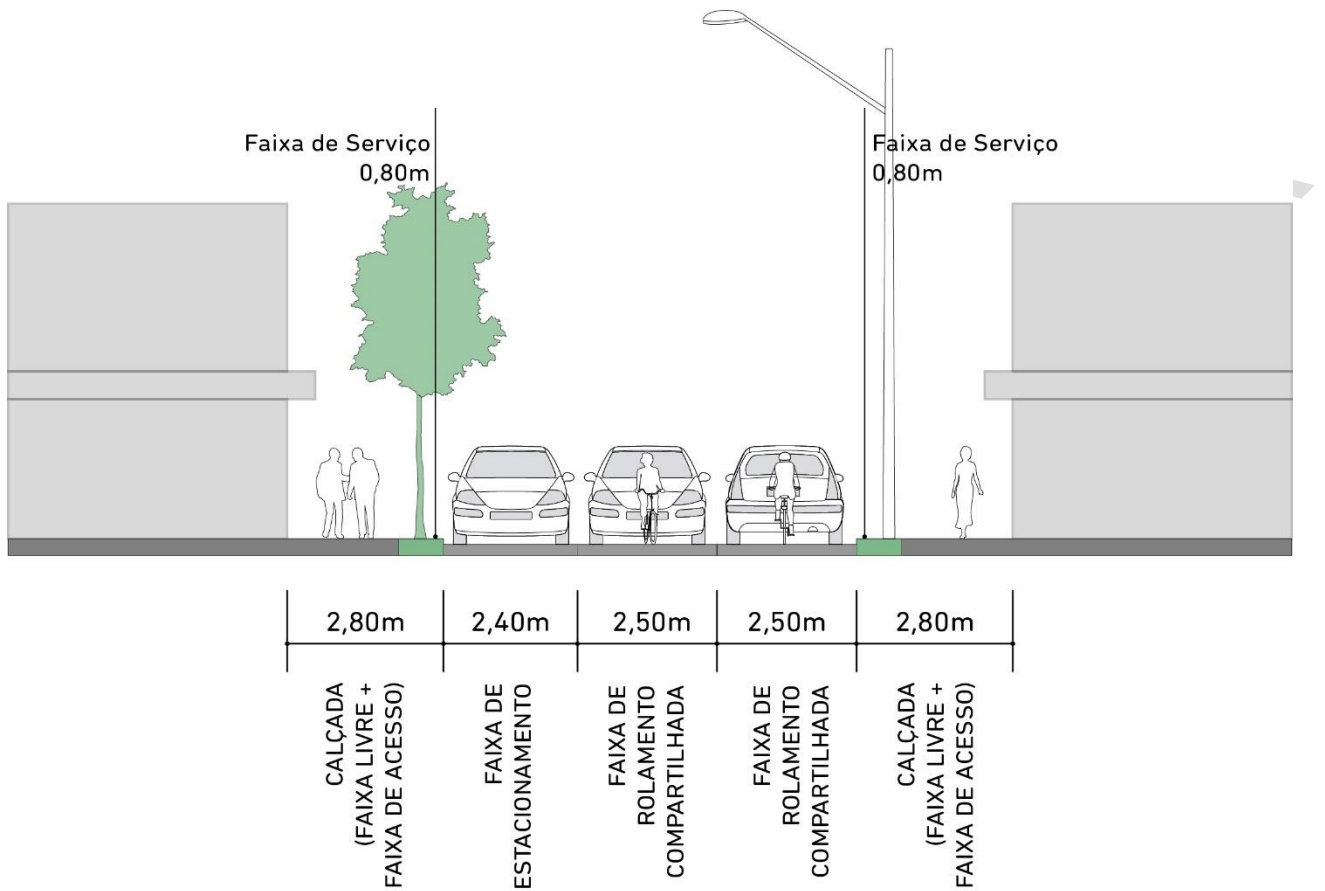 Faixa de Serviço
0,80m
Faixa de Serviço
0,80m
2,80m
2,40m
2,50m
2,50m
2,80m
CALÇADA
(FAIXA LIVRE +
FAIXA DE ACESSO)
FAIXA DE
ESTACIONAMENTO
FAIXA DE
ROLAMENTO
COMPARTILHADA
FAIXA DE
ROLAMENTO
COMPARTILHADA
CALÇADA
(FAIXA LIVRE +
FAIXA DE ACESSO)